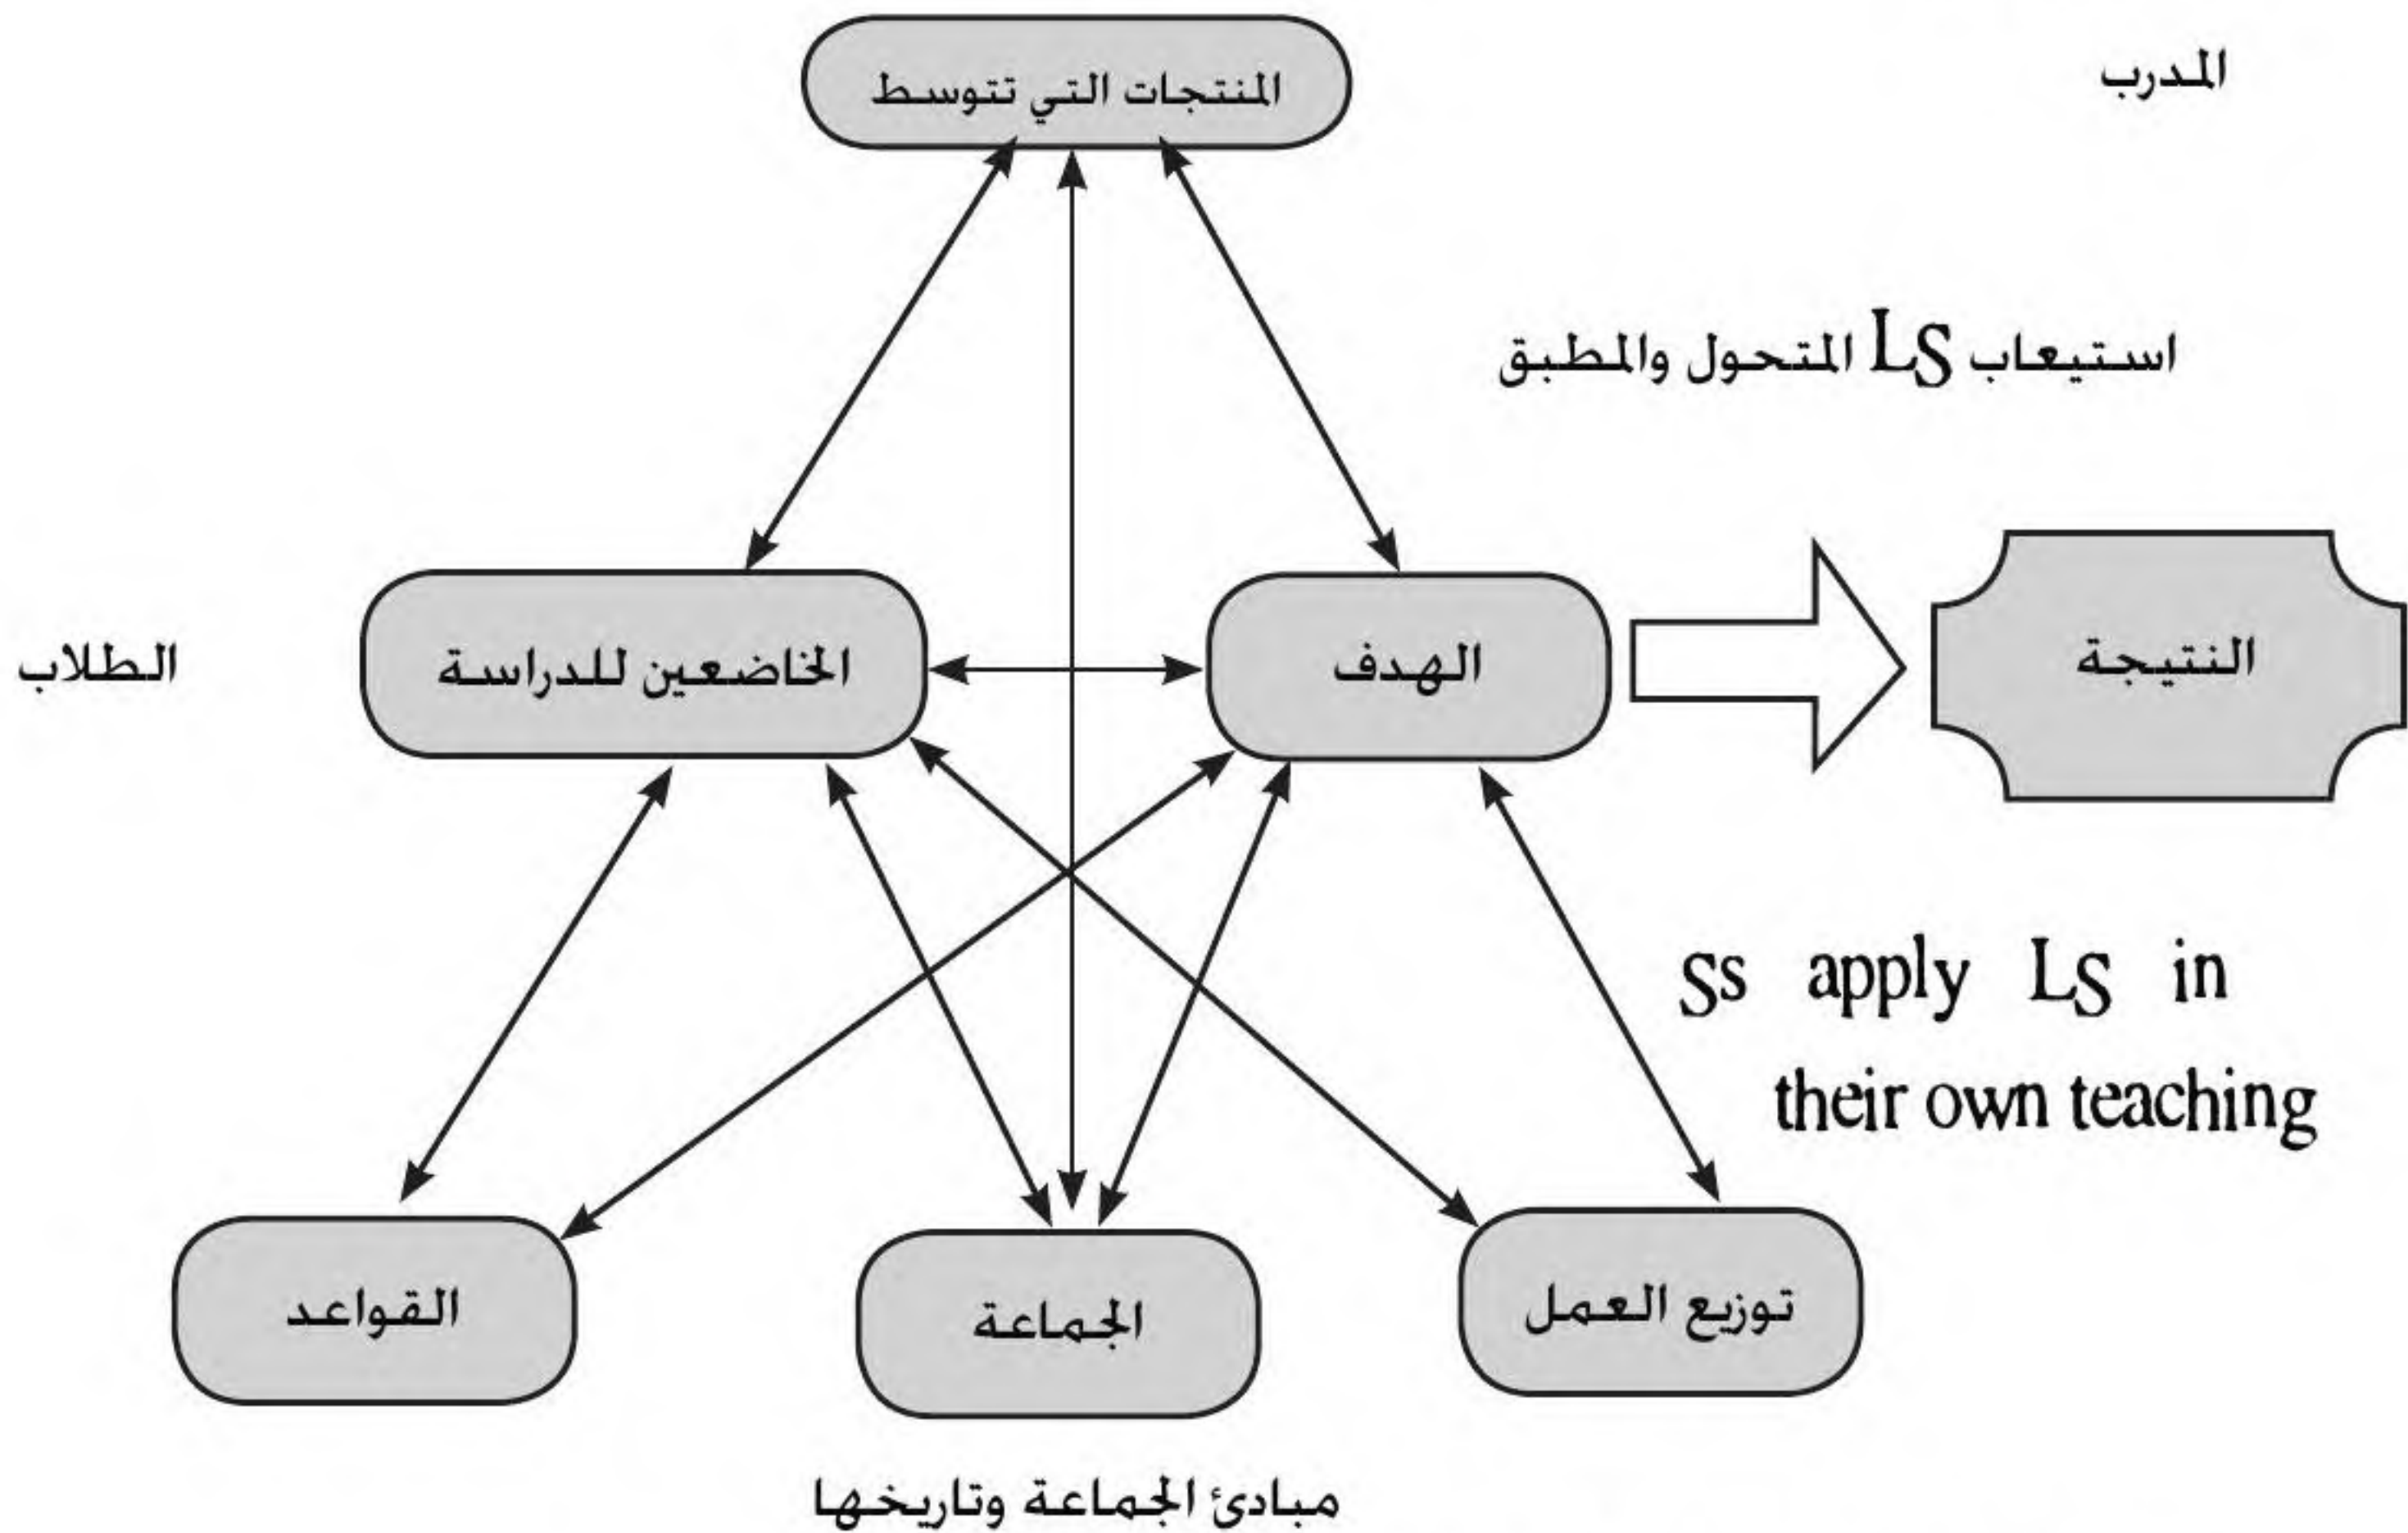 المدرب
المنتجات التي تتوسط
استيعاب LS المتحول والمطبق
النتيجة
الهدف
الخاضعين للدراسة
الطلاب
Ss apply LS in
their own teaching
توزيع العمل
الجماعة
القواعد
مبادئ الجماعة وتاريخها